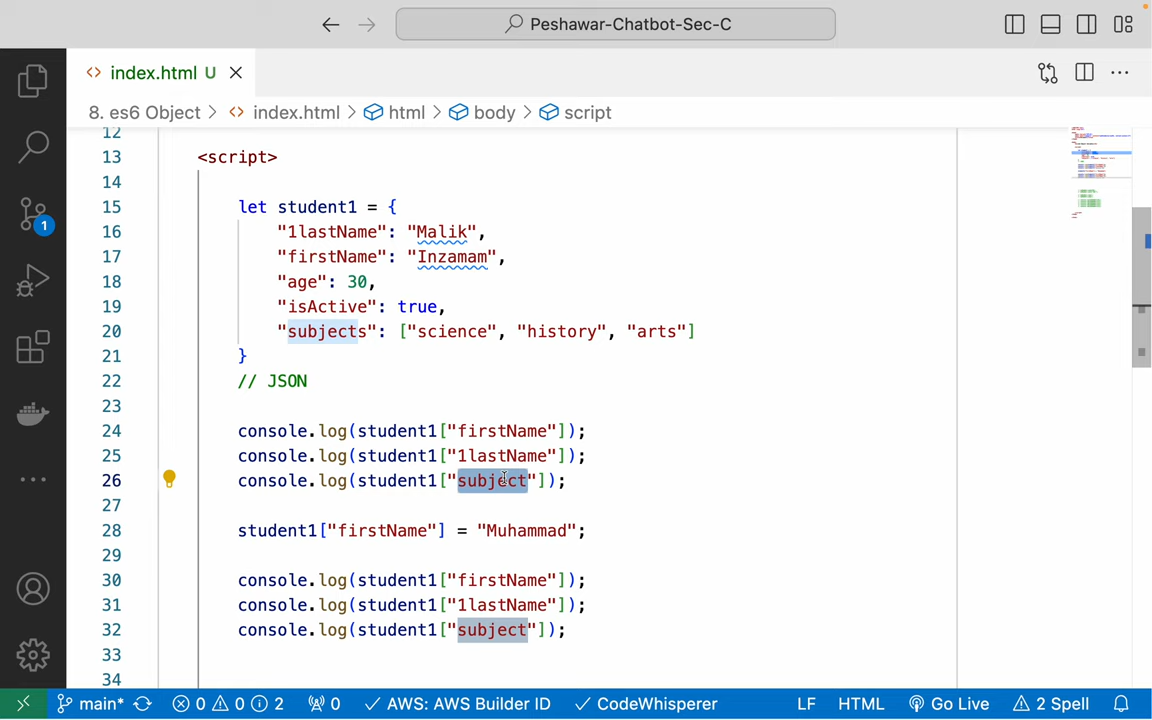 Peshawar-Chatbot-Sec-C
index.html U
8. es6 Object > index.html > html > body > script
12
13 <script>
14
15 let student1 = {
16 "1lastName": "Malik",
17 "firstName": "Inzamam",
18 "age": 30,
19 "isActive": true,
20 "subjects": ["science", "history", "arts"]
21 }
22 // JSON
23
24 console.log(student1["firstName"]);
25 console.log(student1["1lastName"]);
26 console.log(student1["subject"]);
27
28 student1["firstName"] = "Muhammad";
29
30 console.log(student1["firstName"]);
31 console.log(student1["1lastName"]);
32 console.log(student1["subject"]);
33
34
1
main* 0 0 2 0 AWS: AWS Builder ID CodeWhisperer LF HTML Go Live 2 Spell